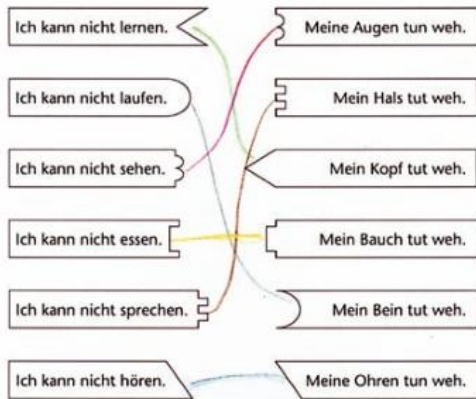 Ich kann nicht lernen. Meine Augen tun weh.
Ich kann nicht laufen. Mein Hals tut weh.
Ich kann nicht sehen. Mein Kopf tut weh.
Ich kann nicht essen. Mein Bauch tut weh.
Ich kann nicht sprechen. Mein Bein tut weh.
Ich kann nicht hören. Meine Ohren tun weh.